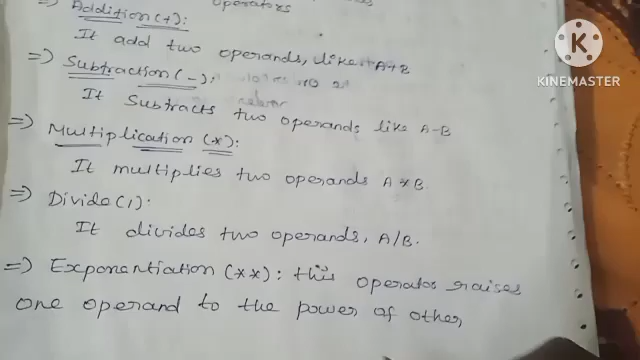 operators
=) Addition (+):
It add two operands, like A+B
=) Subtraction (-):
It Subtracts two operands like A-B
=) Multiplication (*):
It multiplies two operands A*B.
=) Divide (/):
It divides two operands, A/B.
=) Exponentiation (**): this operator raises
one operand to the power of other,
KINEMASTER